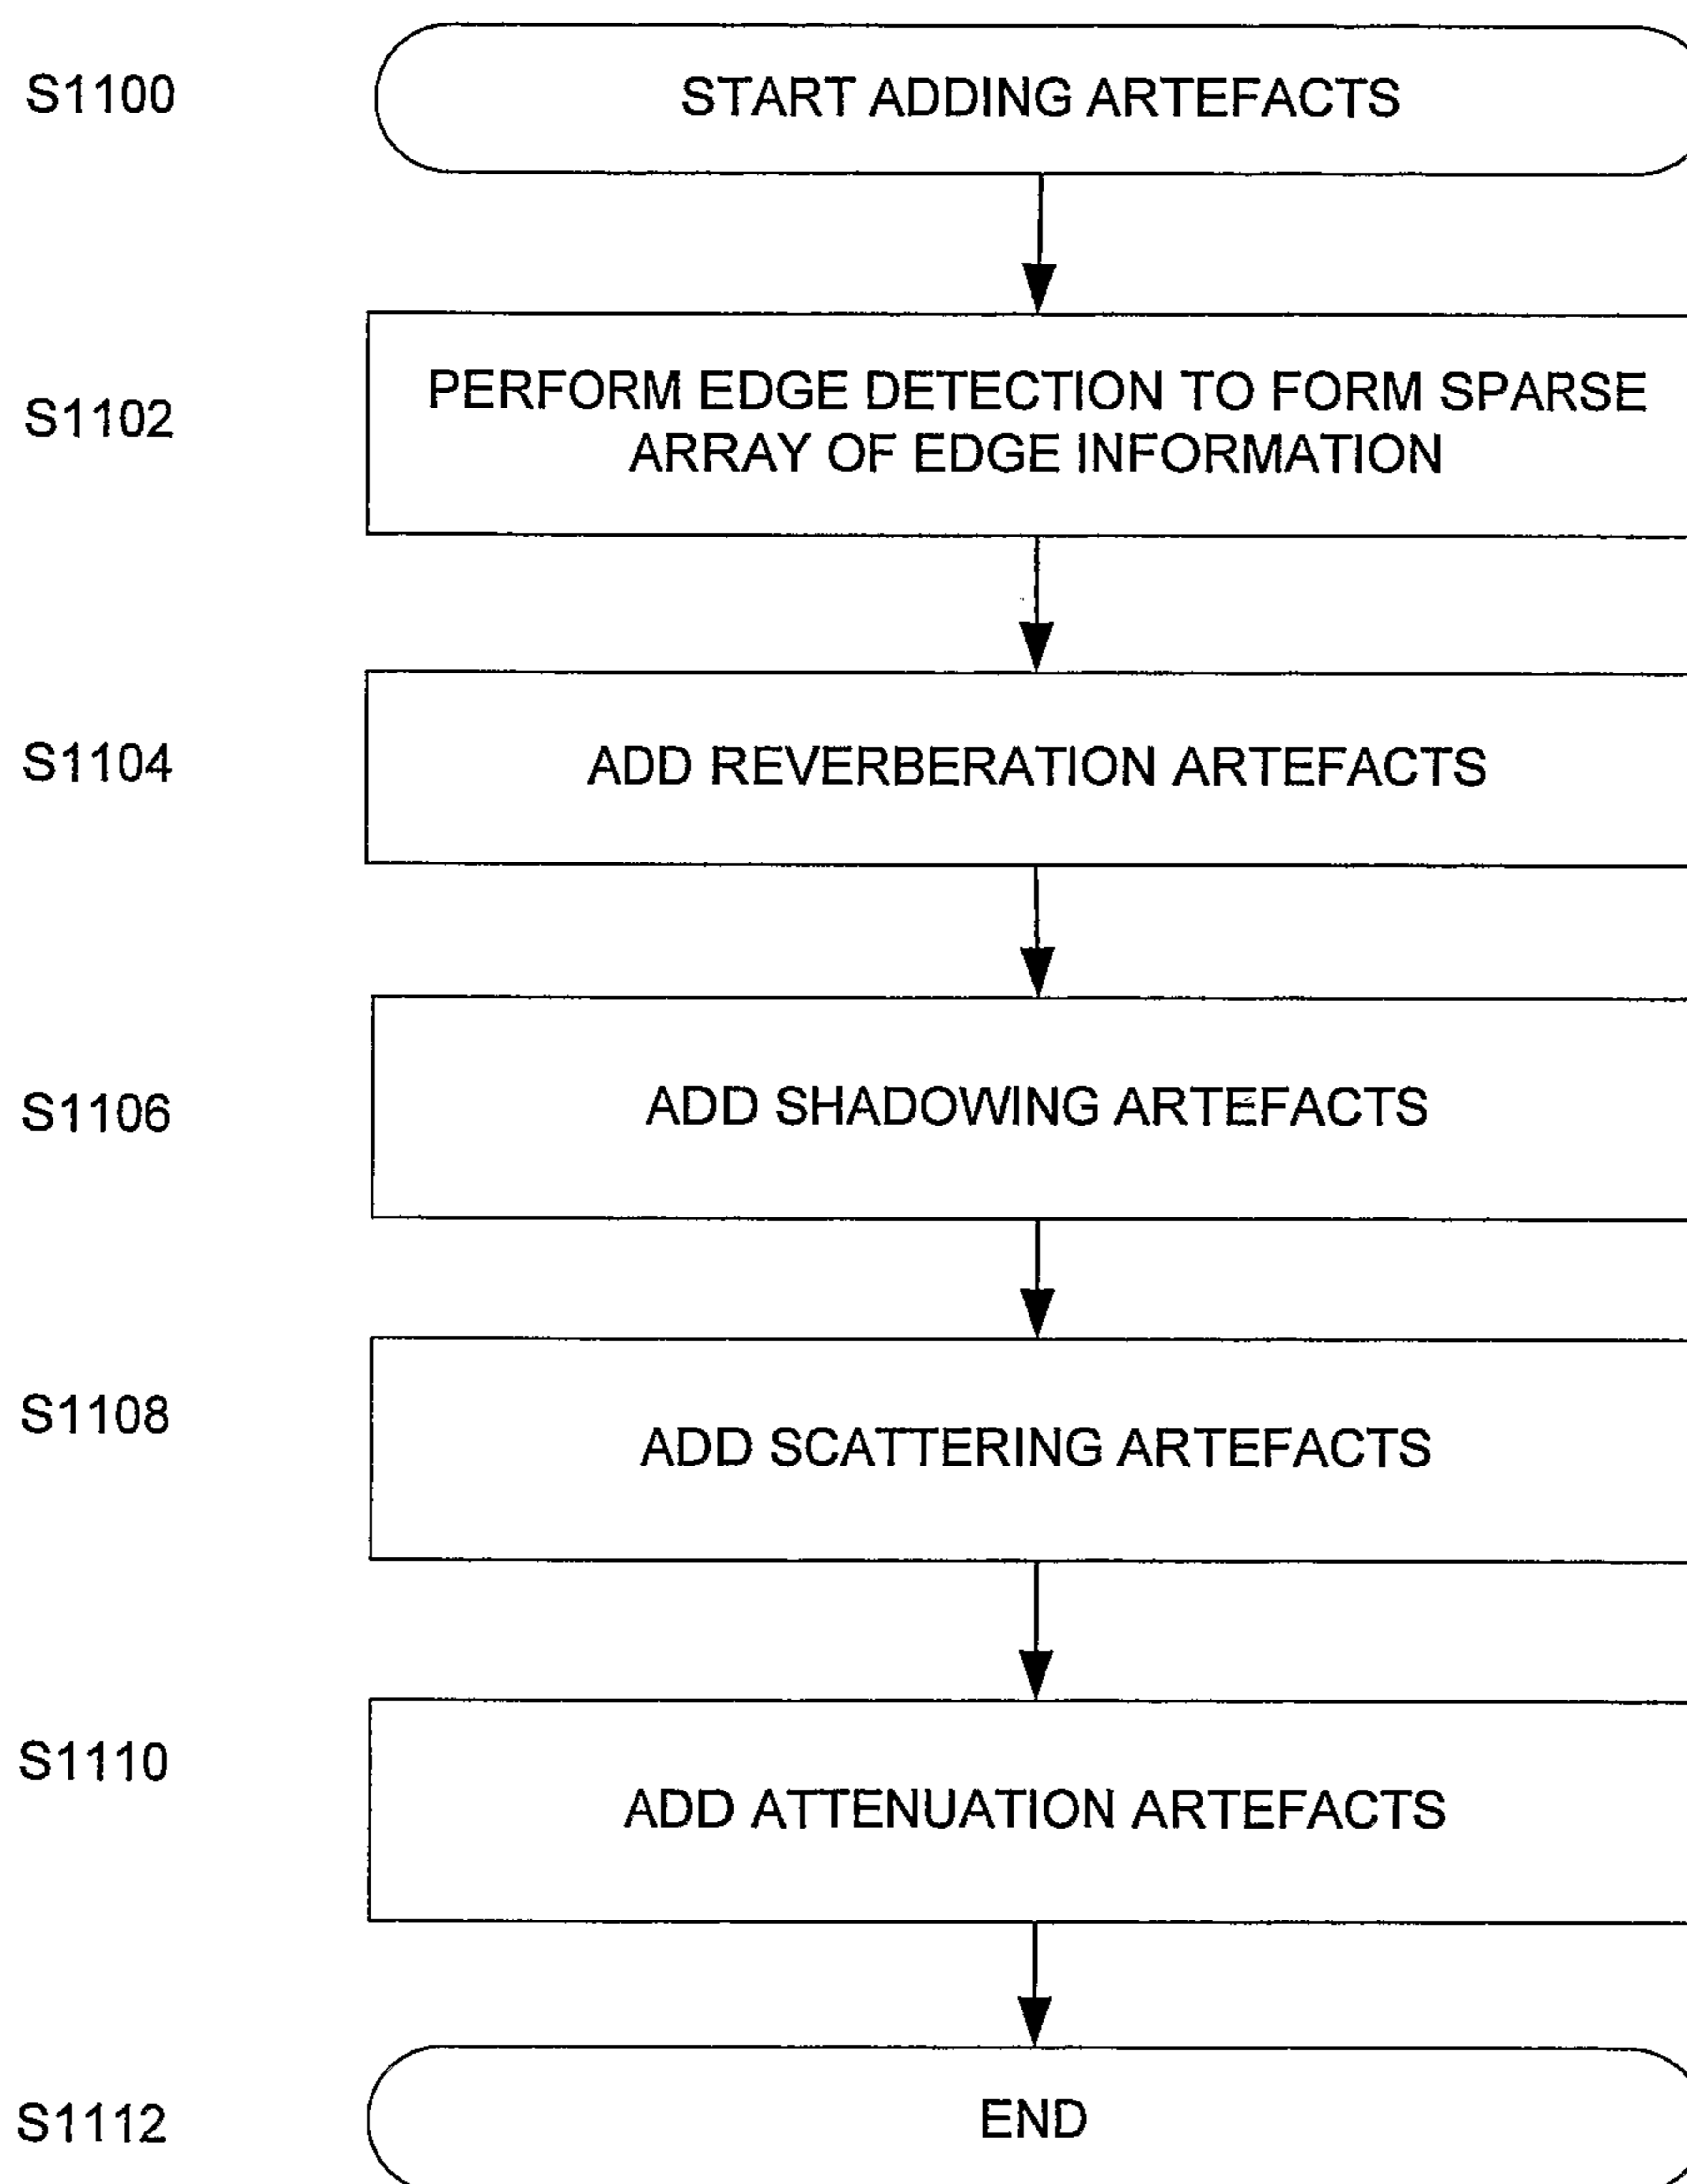 S1100
START ADDING ARTEFACTS
S1102
PERFORM EDGE DETECTION TO FORM SPARSE
ARRAY OF EDGE INFORMATION
S1104
ADD REVERBERATION ARTEFACTS
S1106
ADD SHADOWING ARTEFACTS
S1108
ADD SCATTERING ARTEFACTS
S1110
ADD ATTENUATION ARTEFACTS
S1112
END